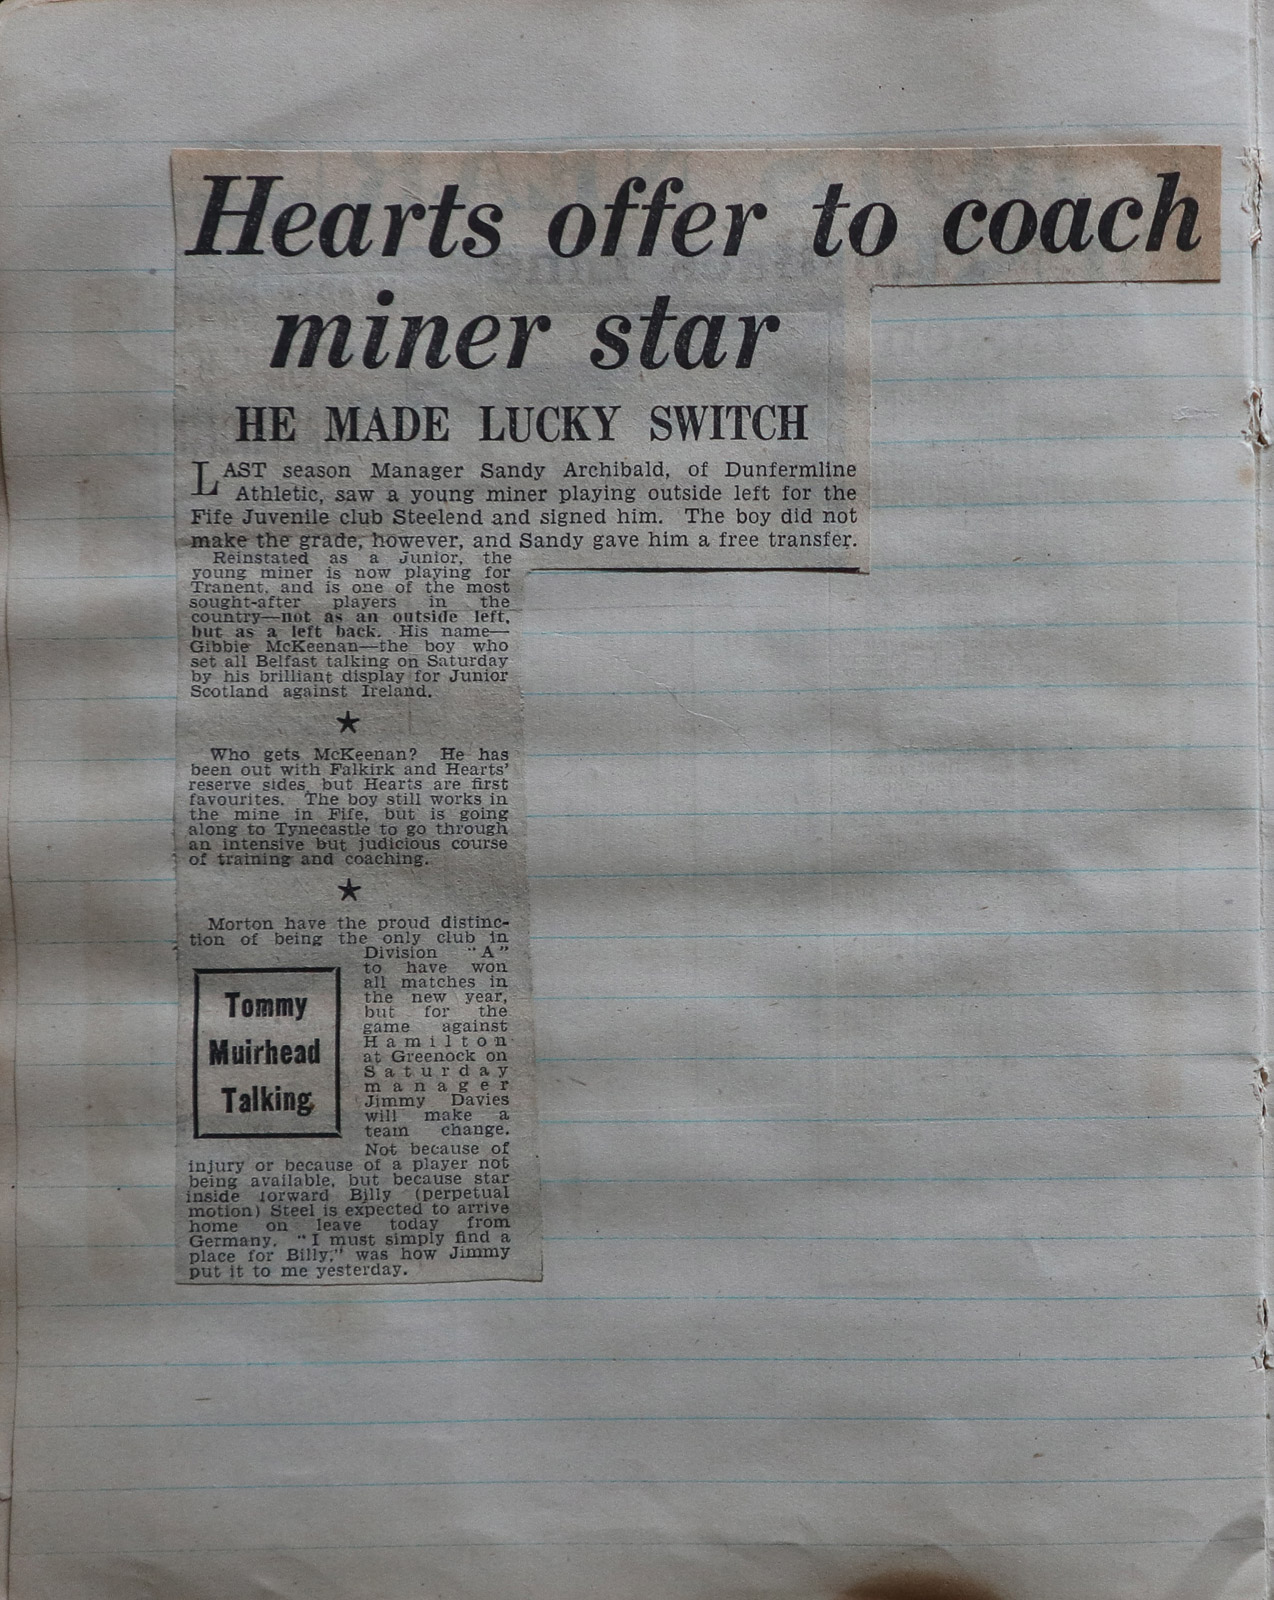 Hearts offer to coach
miner star
HE MADE LUCKY SWITCH
LAST season Manager Sandy Archibald, of Dunfermline
Athletic, saw a young miner playing outside left for the
Fife Juvenile club Steelend and signed him. The boy did not
make the grade, however, and Sandy gave him a free transfer.
Reinstated as a Junior, the
young miner is now playing for
Tranent, and is one of the most
sought-after players in the
country—not as an outside left,
but as a left back. His name—
Gibbie McKeenan—the boy who
set all Belfast talking on Saturday
by his brilliant display for Junior
Scotland against Ireland.
★
Who gets McKeenan? He has
been out with Falkirk and Hearts'
reserve sides, but Hearts are first
favourites. The boy still works in
the mine in Fife, but is going
along to Tynecastle to go through
an intensive but judicious course
of training and coaching.
★
Morton have the proud distinc-
tion of being the only club in
Division "A"
to have won
all matches in
the new year,
but for the
game against
Hamilton
at Greenock on
Saturday
manager
Jimmy Davies
will make a
team change.
Tommy
Muirhead
Talking
Not because of
injury or because of a player not
being available, but because star
inside forward Billy (perpetual
motion) Steel is expected to arrive
home on leave today from
Germany. "I must simply find a
place for Billy," was how Jimmy
put it to me yesterday.